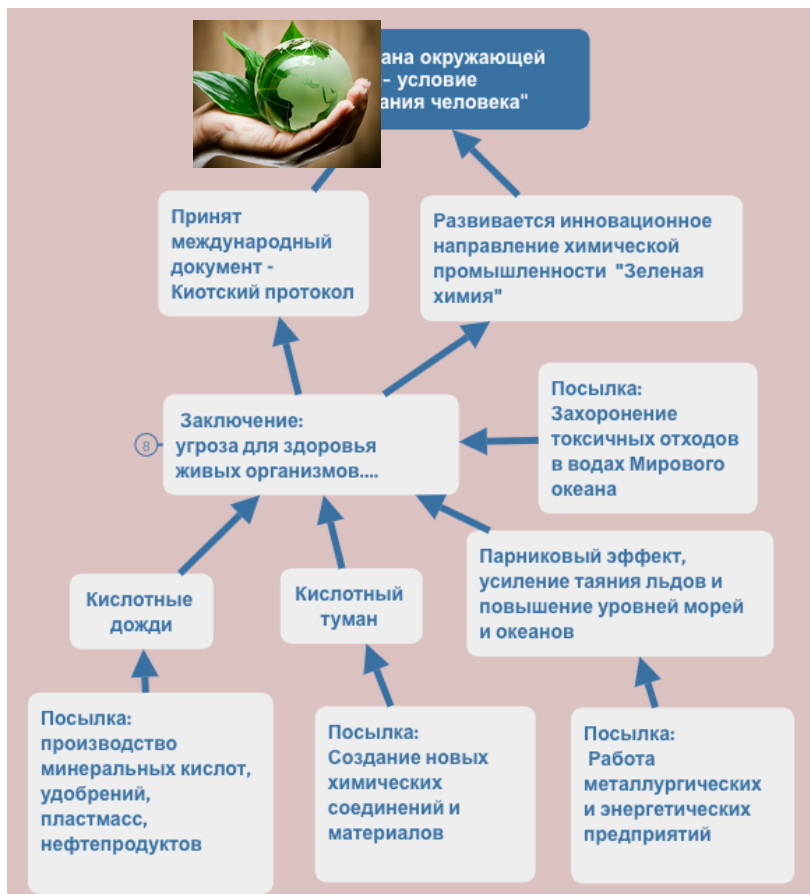 ана окружающей
- условие
ания человека"
Принят
международный
документ -
Киотский протокол
Развивается инновационное
направление химической
промышленности "Зеленая
химия"
Посылка:
Захоронение
токсичных отходов
в водах Мирового
океана
Заключение:
угроза для здоровья
живых организмов....
8
Парниковый эффект,
усиление таяния льдов и
повышение уровней морей
и океанов
Кислотные
дожди
Кислотный
туман
Посылка:
производство
минеральных кислот,
удобрений,
пластмасс,
нефтепродуктов
Посылка:
Создание новых
химических
соединений и
материалов
Посылка:
Работа
металлургических
и энергетических
предприятий